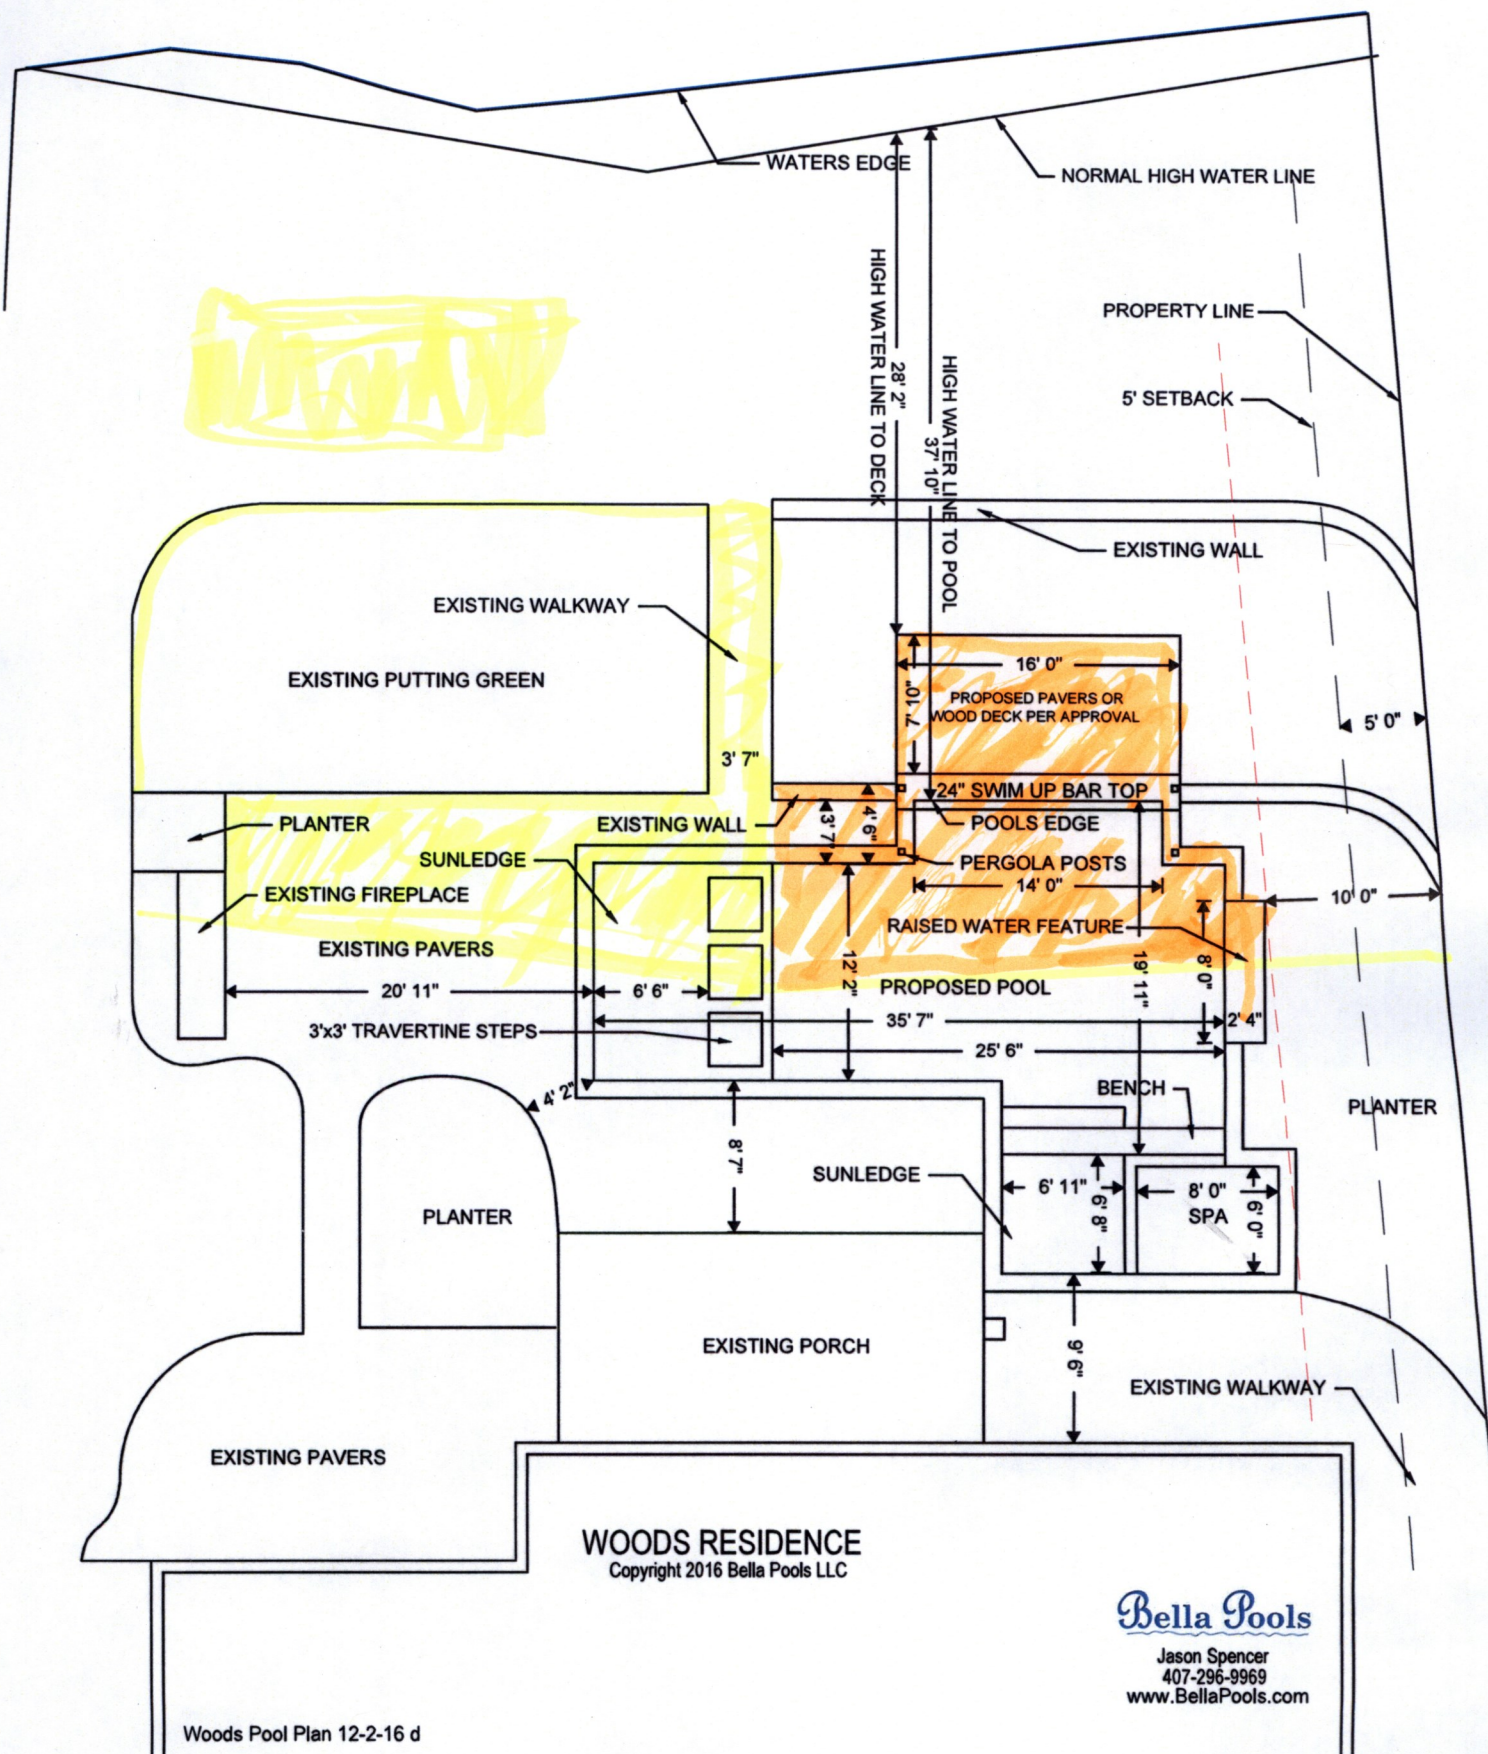 WATERS EDGE
NORMAL HIGH WATER LINE
HIGH WATER LINE TO DECK
28' 2"
HIGH WATER LINE TO POOL
37' 10"
PROPERTY LINE
5' SETBACK
EXISTING WALL
EXISTING WALKWAY
EXISTING PUTTING GREEN
16' 0"
7' 10"
PROPOSED PAVERS OR
WOOD DECK PER APPROVAL
5' 0"
3' 7"
24" SWIM UP BAR TOP
PLANTER
EXISTING WALL
3' 7"
4' 6"
POOLS EDGE
SUNLEDGE
PERGOLA POSTS
14' 0"
EXISTING FIREPLACE
10' 0"
RAISED WATER FEATURE
EXISTING PAVERS
12' 2"
19' 11"
8' 0"
20' 11"
6' 6"
PROPOSED POOL
3'x3' TRAVERTINE STEPS
35' 7"
2' 4"
25' 6"
4' 2"
BENCH
PLANTER
8' 7"
SUNLEDGE
6' 11"
6' 8"
8' 0"
SPA
6' 0"
PLANTER
EXISTING PORCH
9' 6"
EXISTING WALKWAY
EXISTING PAVERS
WOODS RESIDENCE
Copyright 2016 Bella Pools LLC
Bella Pools
Jason Spencer
407-296-9969
www.BellaPools.com
Woods Pool Plan 12-2-16 d